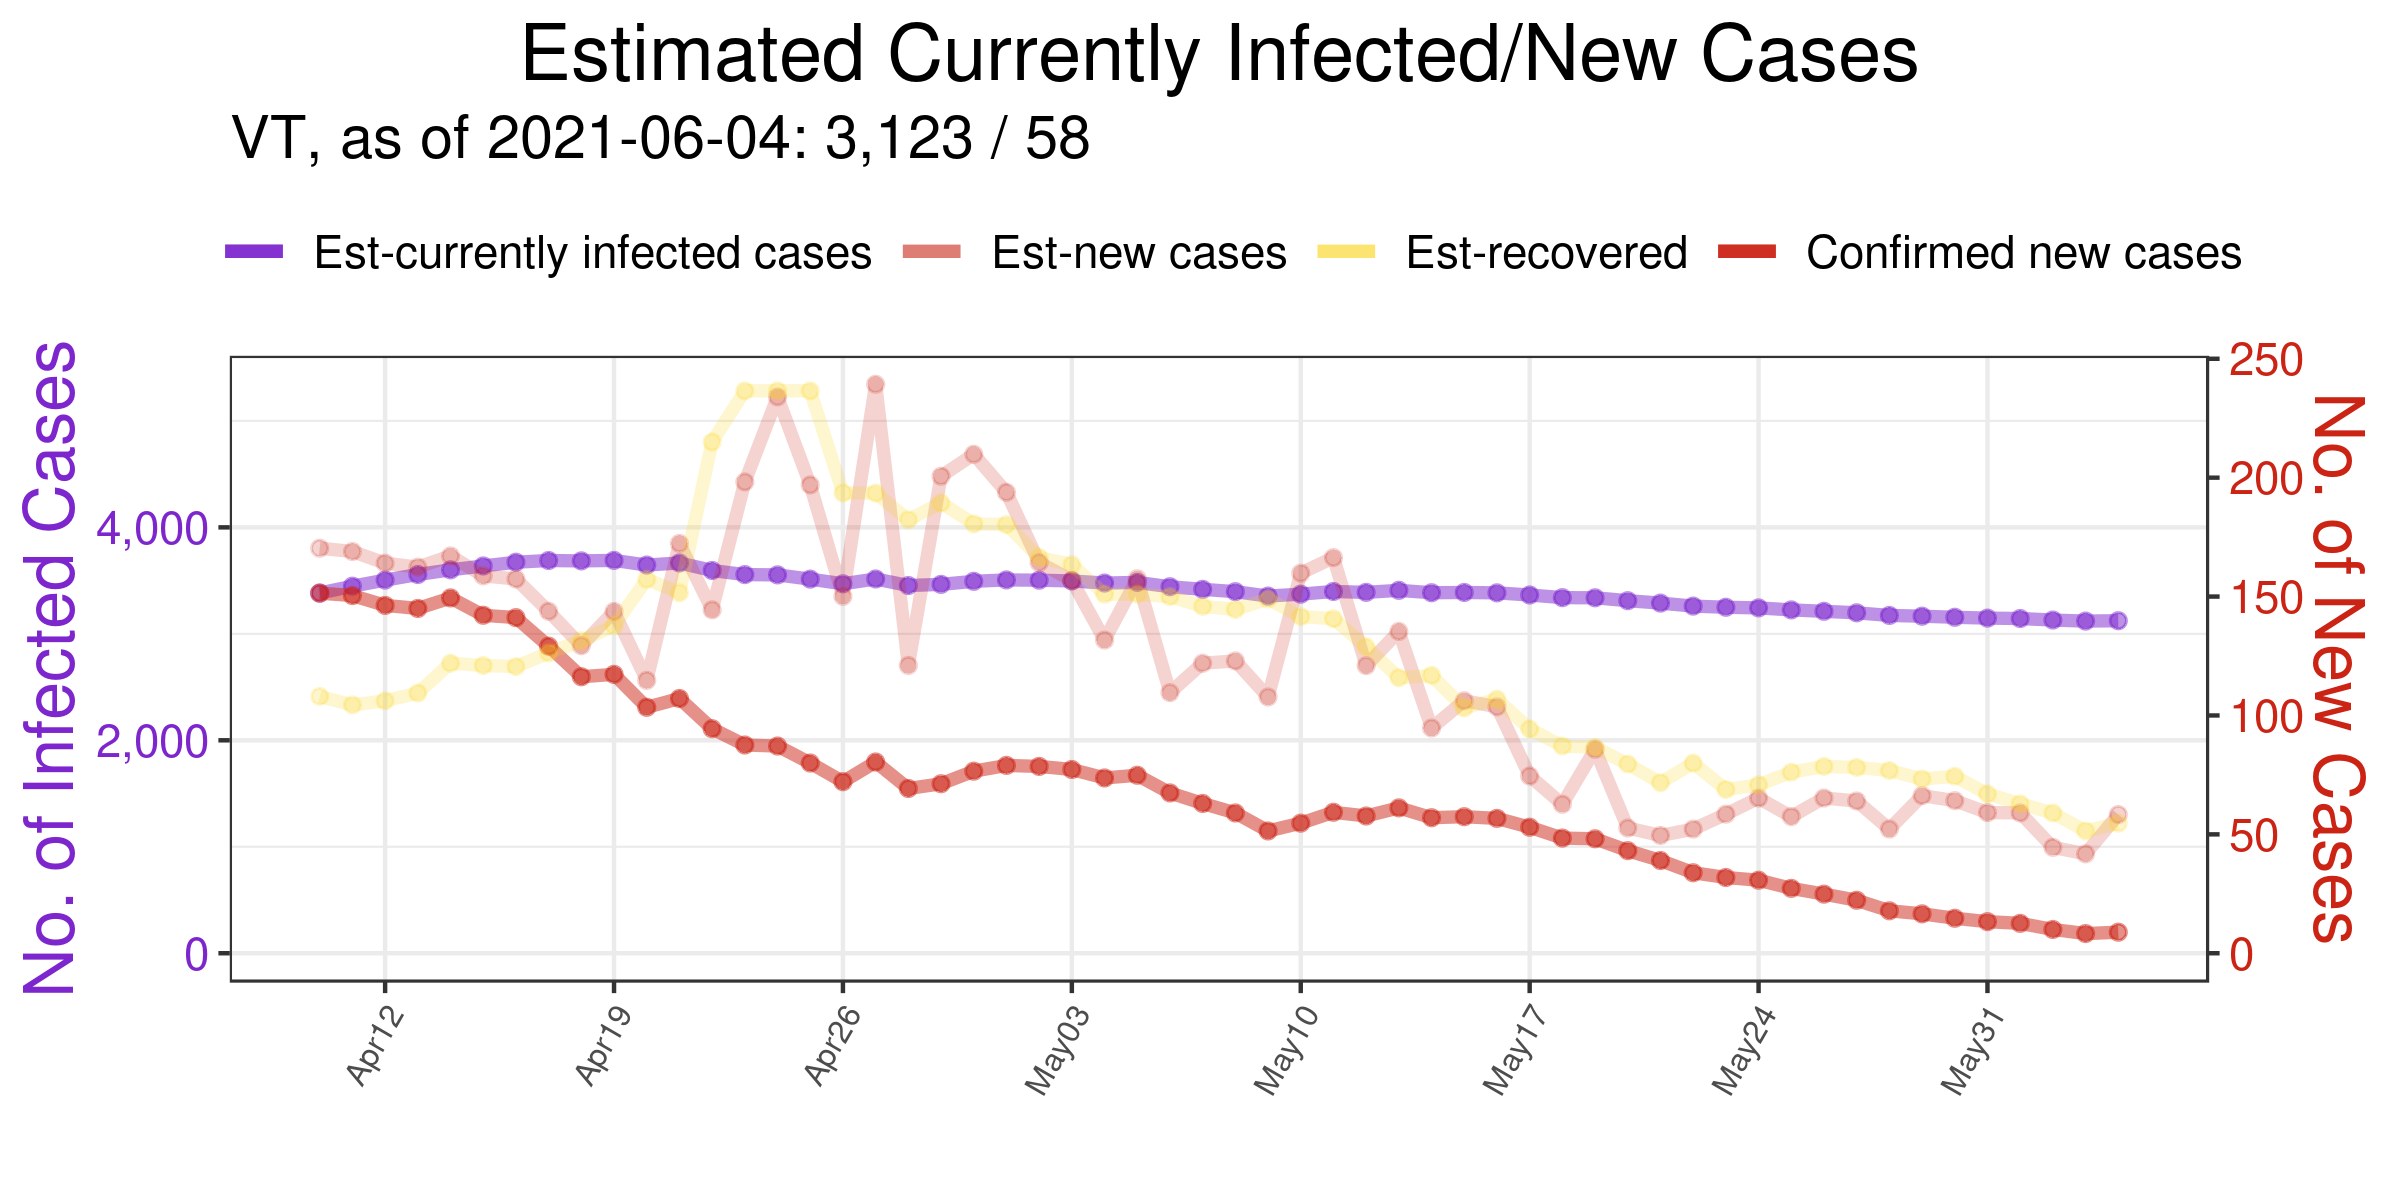 Estimated Currently Infected/New Cases
VT, as of 2021-06-04: 3,123 / 58
Est-currently infected cases Est-new cases Est-recovered Confirmed new cases
No. of Infected Cases
4,000
2,000
0
250
200
150
100
50
0
No. of New Cases
Apr12 Apr19 Apr26 May03 May10 May17 May24 May31